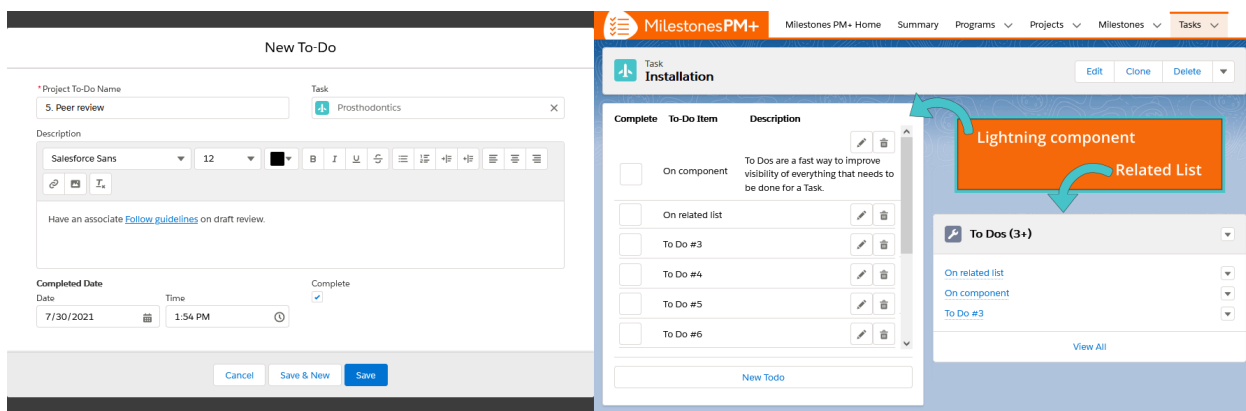 New To-Do
*Project To-Do Name
Task
5. Peer review
Prosthodontics
Description
Salesforce Sans
12
B I U S
Have an associate Follow guidelines on draft review.
Completed Date
Complete
Date
Time
7/30/2021
1:54 PM
Cancel
Save & New
Save
MilestonesPM+
Milestones PM+ Home
Summary
Programs
Projects
Milestones
Tasks
Task
Installation
Edit
Clone
Delete
Complete To-Do Item Description
On component
To Dos are a fast way to improve
visibility of everything that needs to
be done for a Task.
On related list
To Do #3
To Do #4
To Do #5
To Do #6
New Todo
Lightning component
Related List
To Dos (3+)
On related list
On component
To Do #3
View All